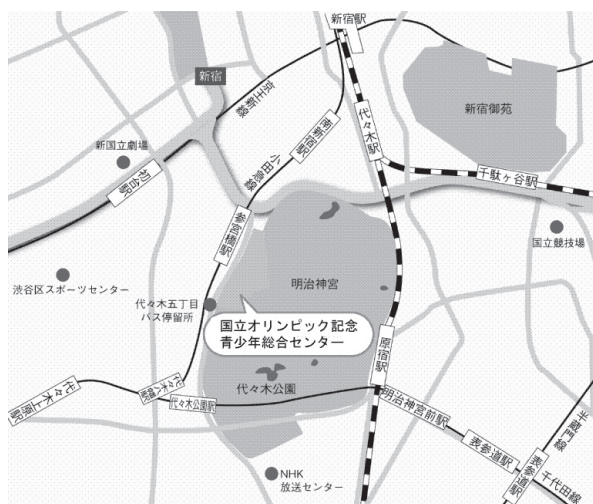 新宿駅
新宿
京王新線
代々木駅
新宿御苑
南新宿駅
新国立劇場
初台駅
小田急線
千駄ヶ谷駅
参宮橋駅
国立競技場
明治神宮
渋谷区スポーツセンター
代々木五丁目
バス停留所
国立オリンピック記念
青少年総合センター
原宿駅
代々木公園
代々木八幡駅
代々木上原駅
代々木公園駅
明治神宮前駅
半蔵門線
表参道駅
表参道駅
千代田線
NHK
放送センター